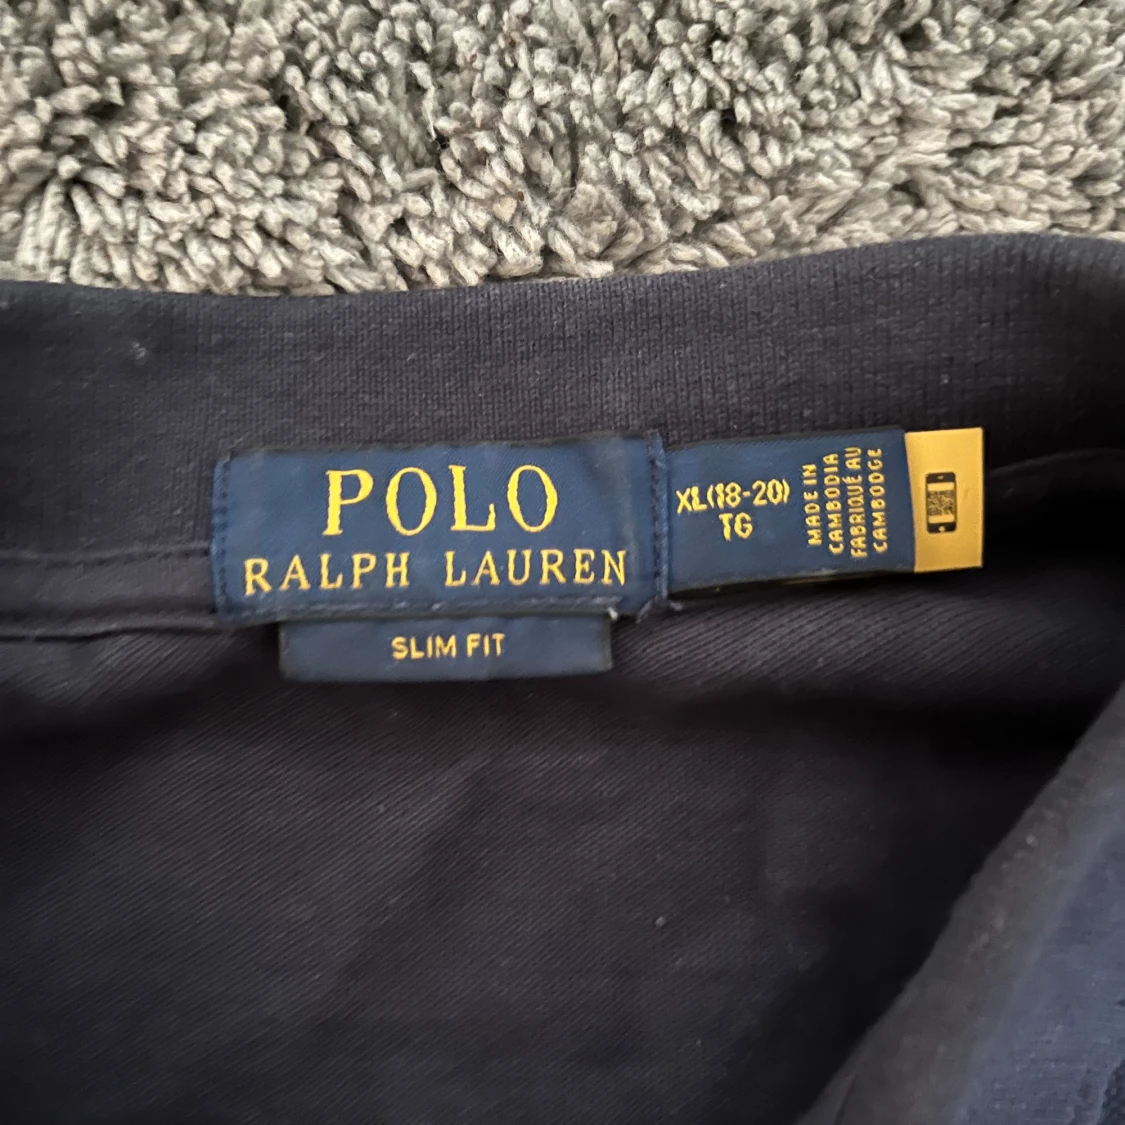 POLO
RALPH LAUREN
SLIM FIT
XL(18-20)
TG
MADE IN
CAMBODIA
FABRIQUÉ AU
CAMBODGE